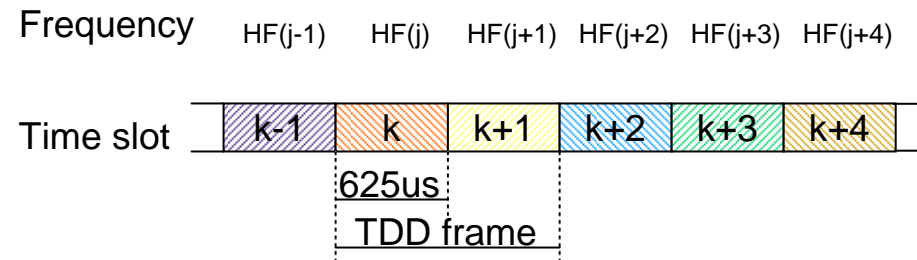 Frequency HF(j-1) HF(j) HF(j+1) HF(j+2) HF(j+3) HF(j+4)
Time slot k-1 k k+1 k+2 k+3 k+4
625us
TDD frame